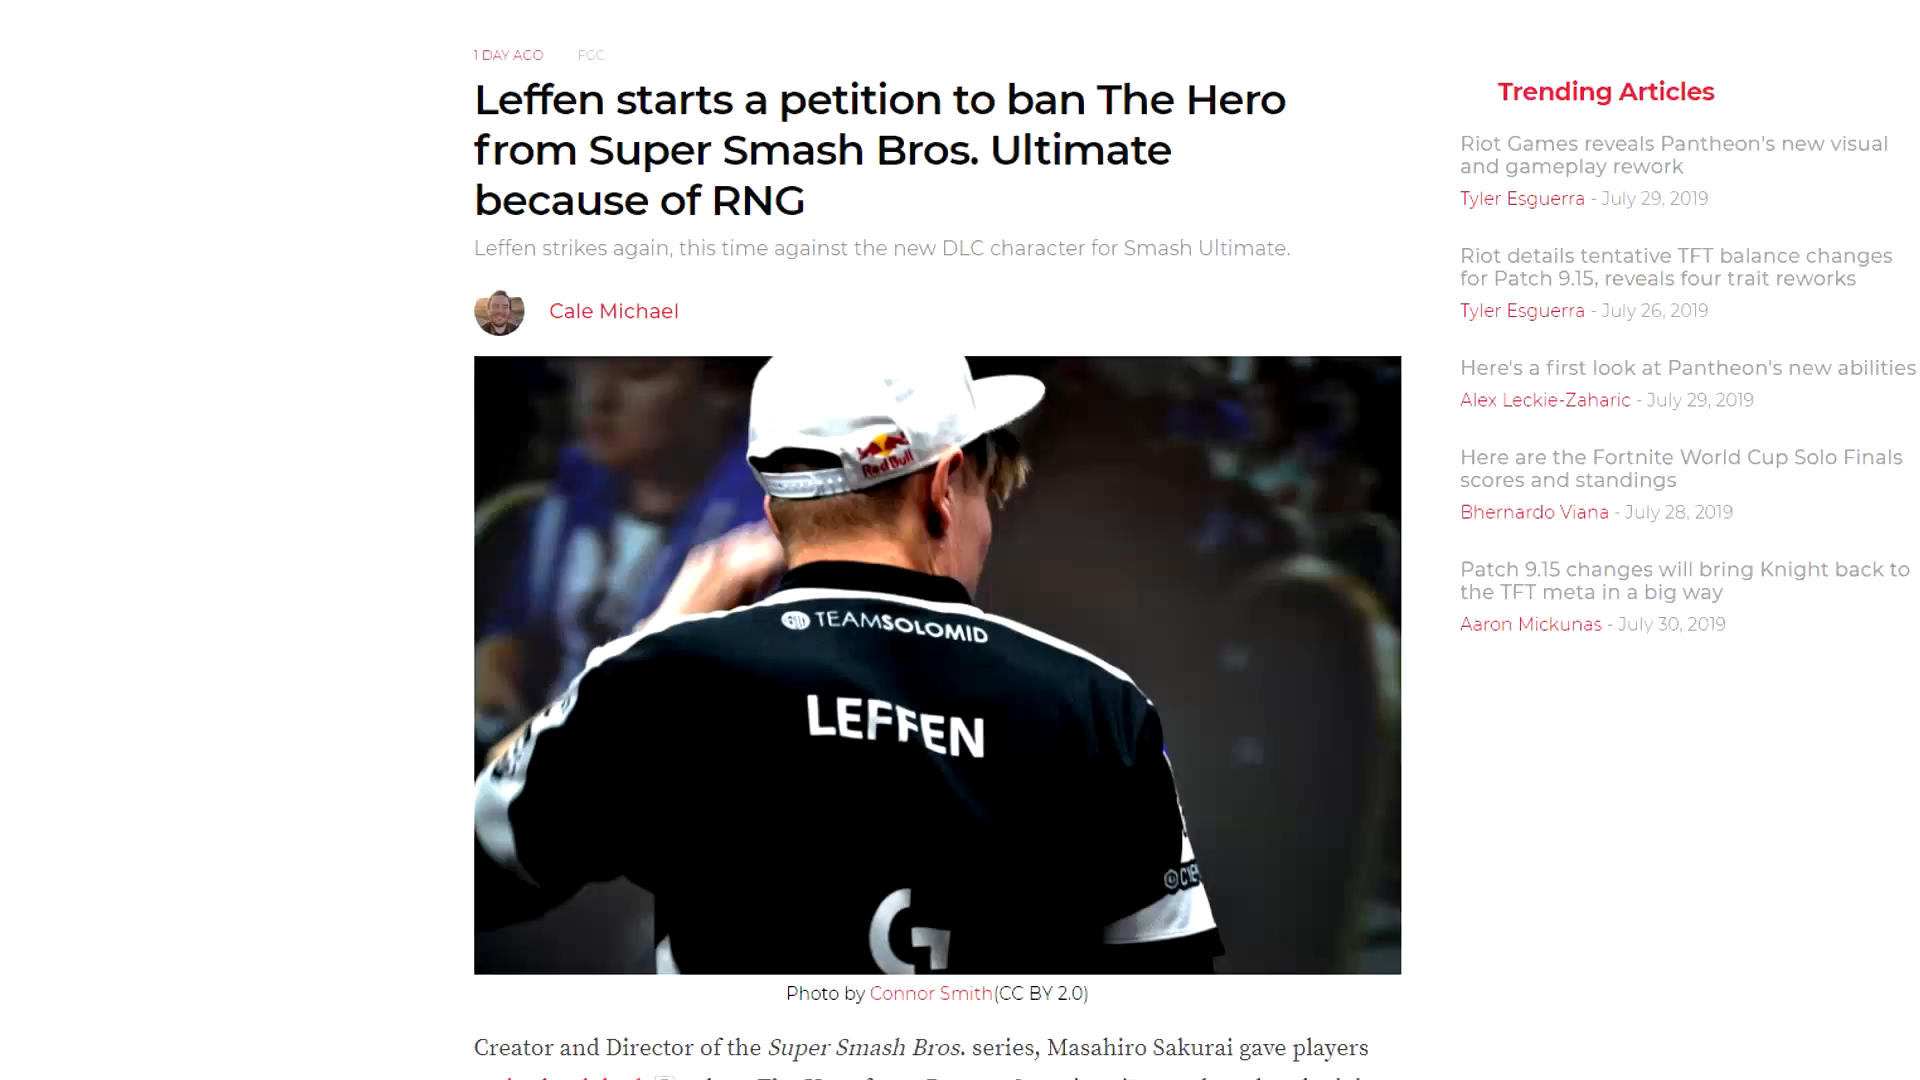 1 DAY AGO FGC
Leffen starts a petition to ban The Hero
from Super Smash Bros. Ultimate
because of RNG
Leffen strikes again, this time against the new DLC character for Smash Ultimate.
Cale Michael
Red Bull
TEAMSOLOMID
LEFFEN
G
Photo by Connor Smith(CC BY 2.0)
Creator and Director of the Super Smash Bros. series, Masahiro Sakurai gave players
Trending Articles
Riot Games reveals Pantheon's new visual
and gameplay rework
Tyler Esguerra - July 29, 2019
Riot details tentative TFT balance changes
for Patch 9.15, reveals four trait reworks
Tyler Esguerra - July 26, 2019
Here's a first look at Pantheon's new abilities
Alex Leckie-Zaharic - July 29, 2019
Here are the Fortnite World Cup Solo Finals
scores and standings
Bhernardo Viana - July 28, 2019
Patch 9.15 changes will bring Knight back to
the TFT meta in a big way
Aaron Mickunas - July 30, 2019